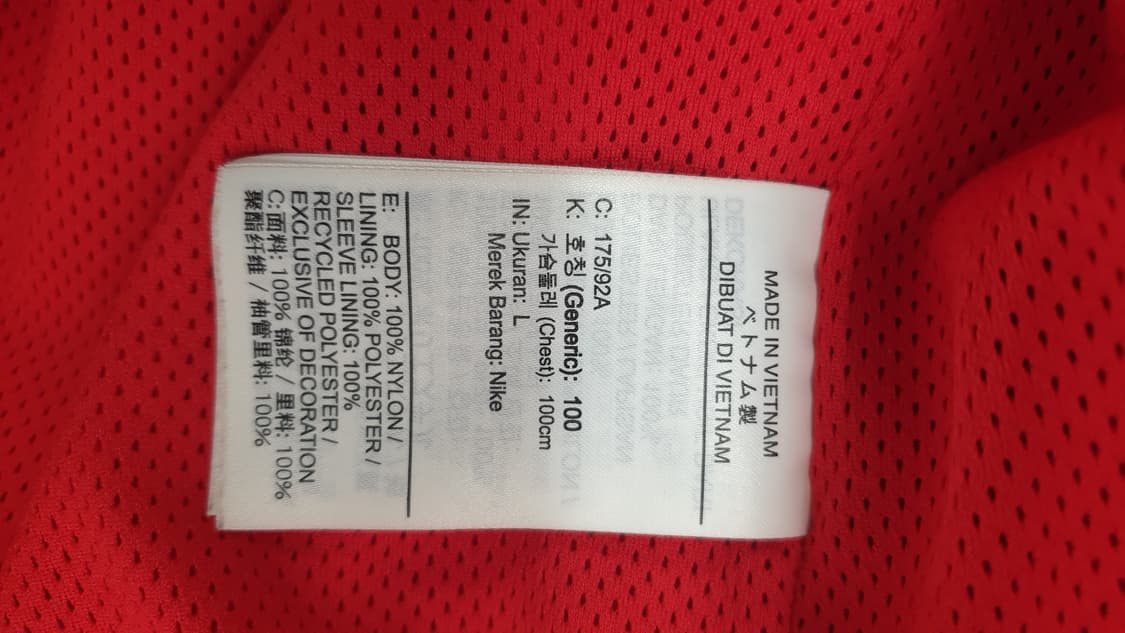 MADE IN VIETNAM
ベトナム製
DIBUAT DI VIETNAM
C: 175/92A
K: 호칭 (Generic): 100
가슴둘레 (Chest): 100cm
IN: Ukuran: L
Merek Barang: Nike
E: BODY: 100% NYLON /
LINING: 100% POLYESTER /
SLEEVE LINING: 100%
RECYCLED POLYESTER /
EXCLUSIVE OF DECORATION
C: 面料: 100% 锦纶 / 里料: 100%
聚酯纤维 / 袖管里料: 100%